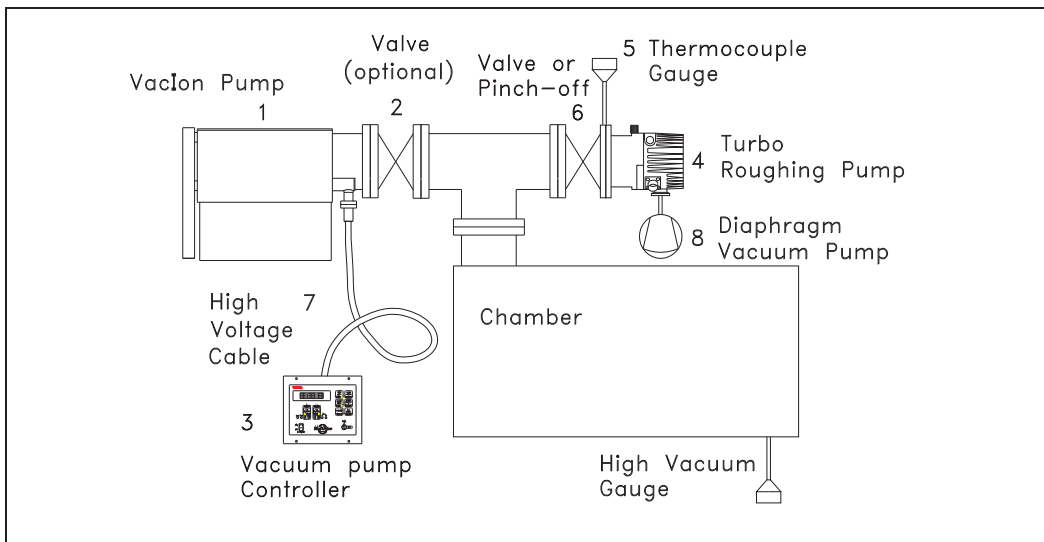 VacIon Pump
1
Valve
(optional)
2
Valve or
Pinch-off
6
5 Thermocouple
Gauge
4 Turbo
Roughing Pump
8 Diaphragm
Vacuum Pump
High 7
Voltage
Cable
Chamber
3
Vacuum pump
Controller
High Vacuum
Gauge